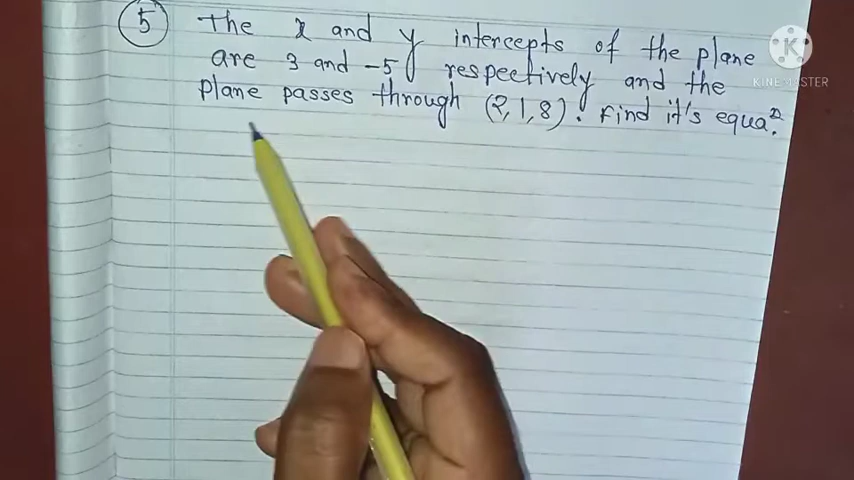 5 The x and y intercepts of the plane
are 3 and -5 respectively and the
plane passes through (2,1,8). Find it's equaⁿ.
K
KINEMASTER